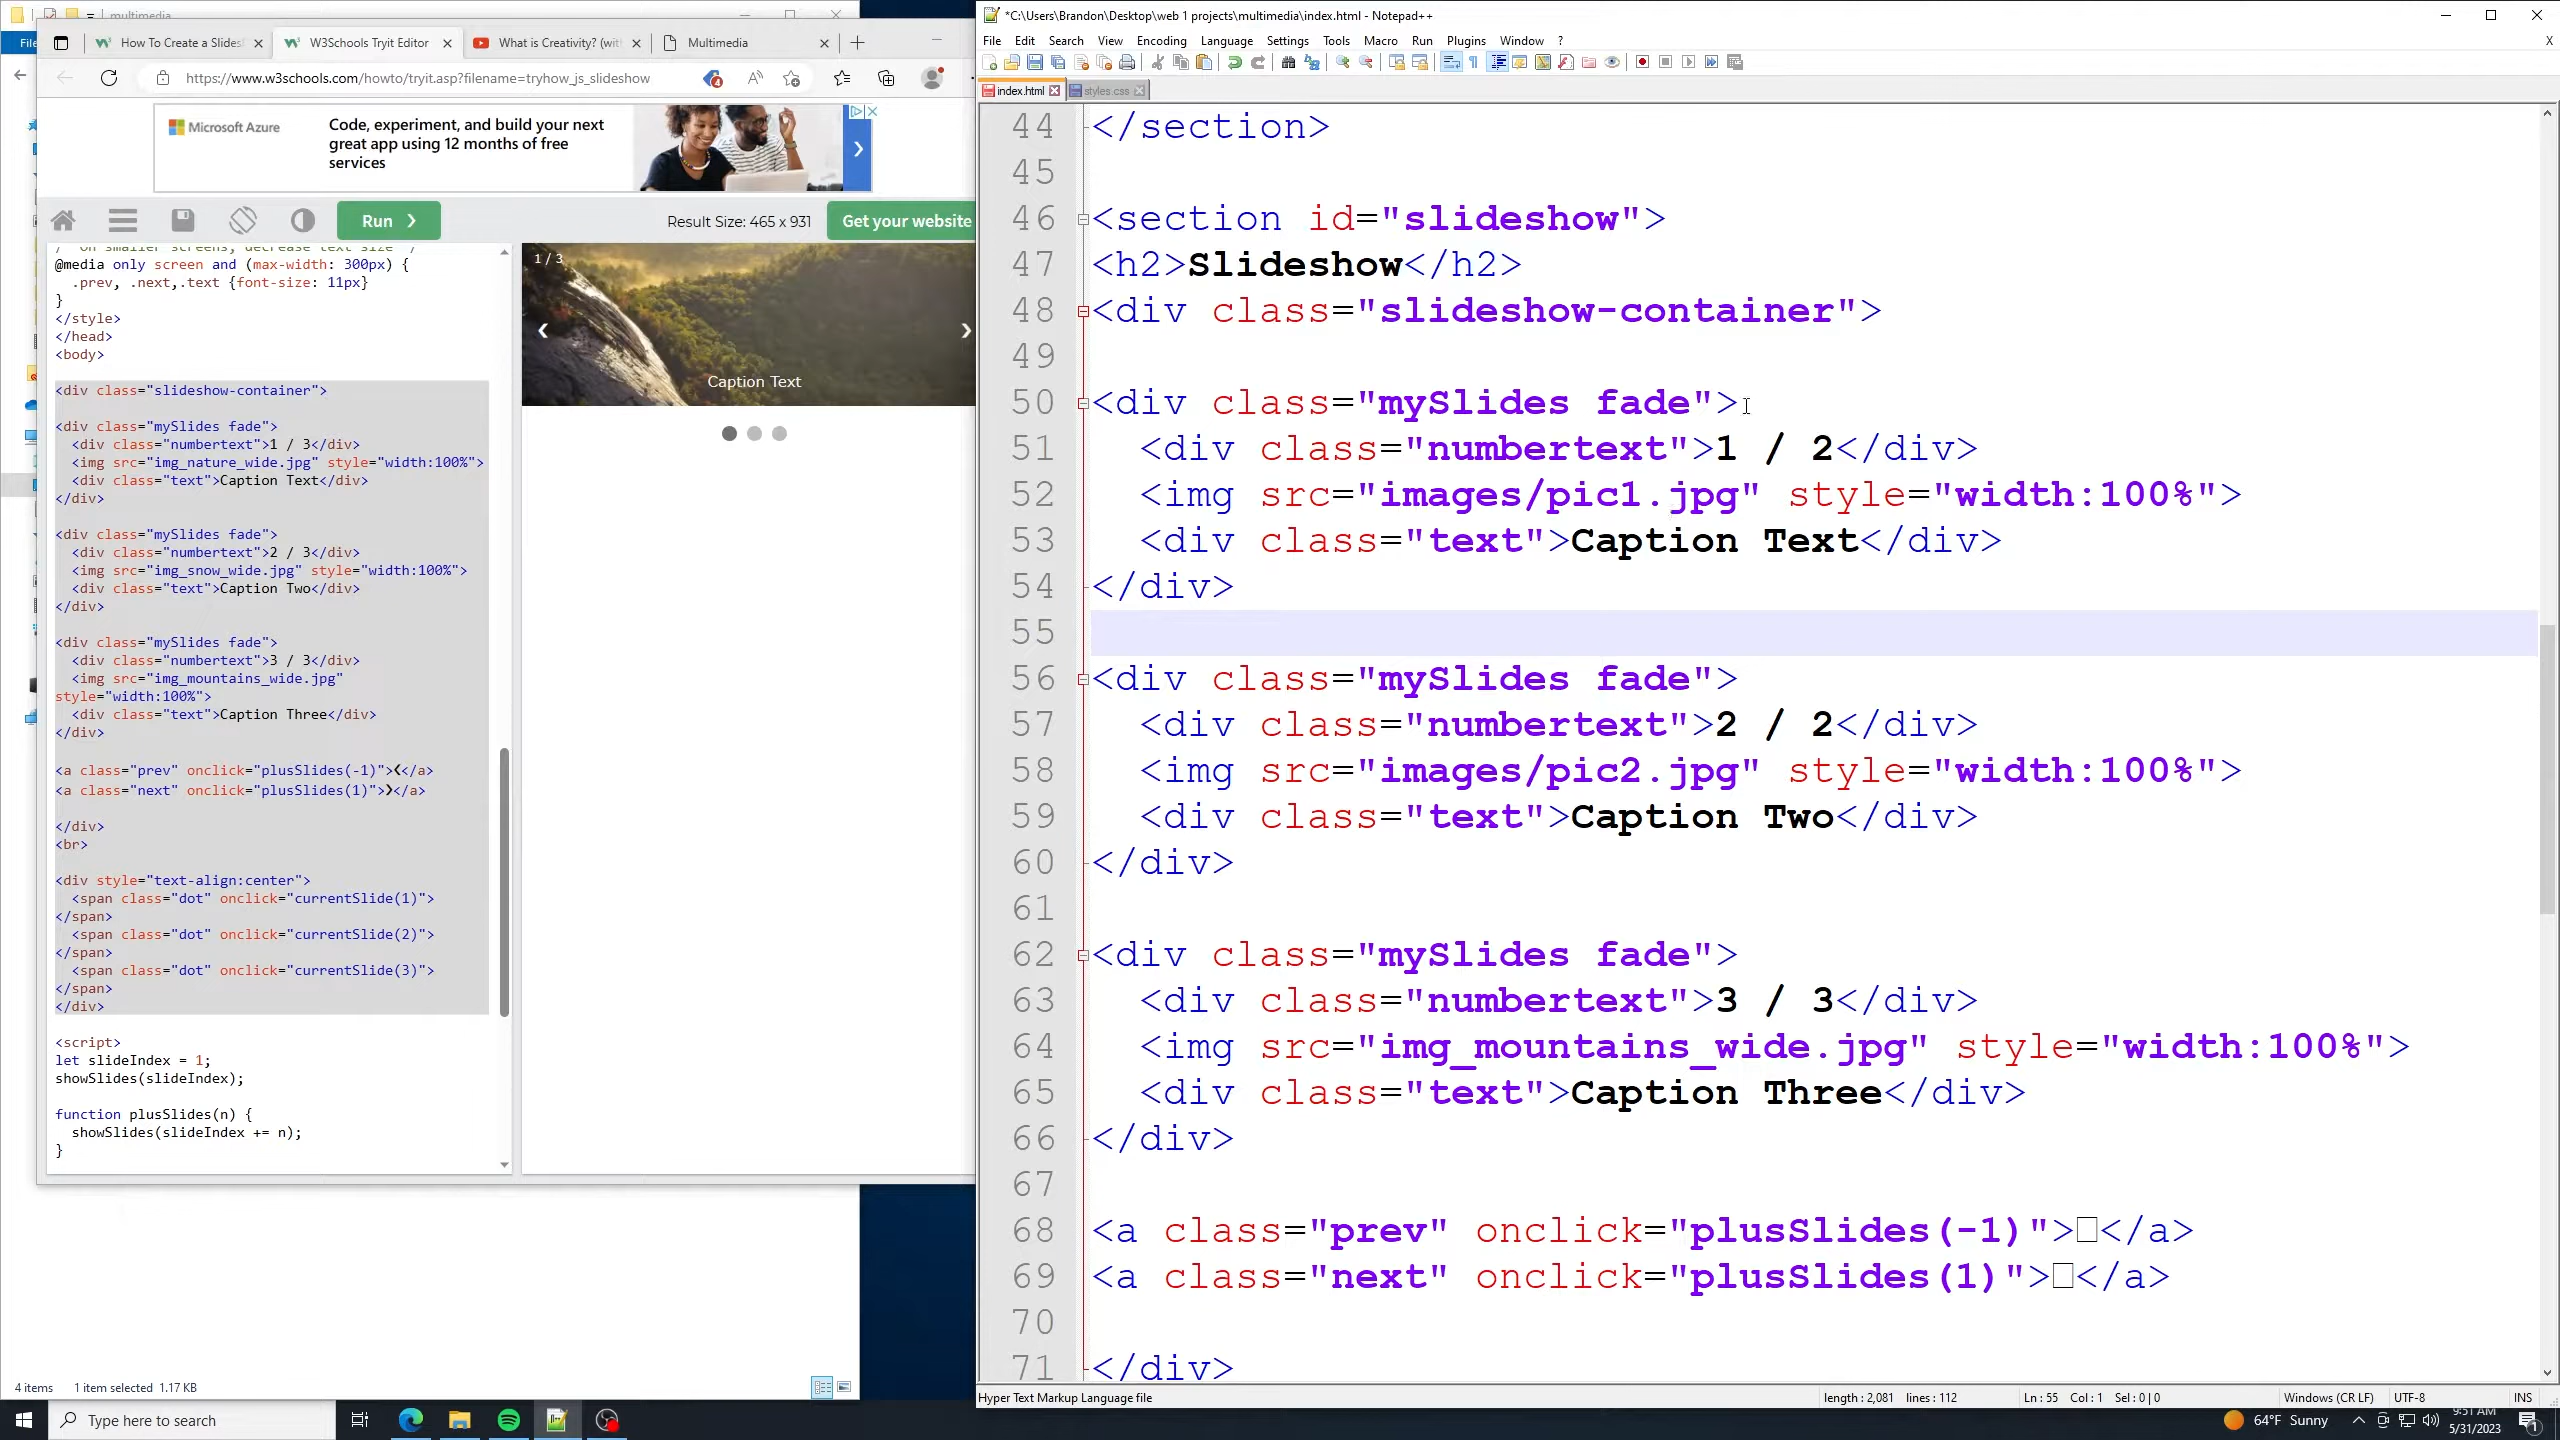 multimedia
File
How To Create a Slides
W3Schools Tryit Editor
What is Creativity? (wit
Multimedia
https://www.w3schools.com/howto/tryit.asp?filename=tryhow_js_slideshow
Microsoft Azure
Code, experiment, and build your next
great app using 12 months of free
services
Run ❯
Result Size: 465 x 931
Get your website
/* On smaller screens, decrease text size */
@media only screen and (max-width: 300px) {
  .prev, .next,.text {font-size: 11px}
}
</style>
</head>
<body>
<div class="slideshow-container">
<div class="mySlides fade">
  <div class="numbertext">1 / 3</div>
  <img src="img_nature_wide.jpg" style="width:100%">
  <div class="text">Caption Text</div>
</div>
<div class="mySlides fade">
  <div class="numbertext">2 / 3</div>
  <img src="img_snow_wide.jpg" style="width:100%">
  <div class="text">Caption Two</div>
</div>
<div class="mySlides fade">
  <div class="numbertext">3 / 3</div>
  <img src="img_mountains_wide.jpg"
style="width:100%">
  <div class="text">Caption Three</div>
</div>
<a class="prev" onclick="plusSlides(-1)">❮</a>
<a class="next" onclick="plusSlides(1)">❯</a>
</div>
<br>
<div style="text-align:center">
  <span class="dot" onclick="currentSlide(1)">
</span>
  <span class="dot" onclick="currentSlide(2)">
</span>
  <span class="dot" onclick="currentSlide(3)">
</span>
</div>
<script>
let slideIndex = 1;
showSlides(slideIndex);
function plusSlides(n) {
  showSlides(slideIndex += n);
}
1 / 3
❮ ❯
Caption Text
4 items 1 item selected 1.17 KB
*C:\Users\Brandon\Desktop\web 1 projects\multimedia\index.html - Notepad++
File Edit Search View Encoding Language Settings Tools Macro Run Plugins Window ? X
index.html styles.css
44 </section>
45
46 <section id="slideshow">
47 <h2>Slideshow</h2>
48 <div class="slideshow-container">
49
50 <div class="mySlides fade">
51   <div class="numbertext">1 / 2</div>
52   <img src="images/pic1.jpg" style="width:100%">
53   <div class="text">Caption Text</div>
54 </div>
55
56 <div class="mySlides fade">
57   <div class="numbertext">2 / 2</div>
58   <img src="images/pic2.jpg" style="width:100%">
59   <div class="text">Caption Two</div>
60 </div>
61
62 <div class="mySlides fade">
63   <div class="numbertext">3 / 3</div>
64   <img src="img_mountains_wide.jpg" style="width:100%">
65   <div class="text">Caption Three</div>
66 </div>
67
68 <a class="prev" onclick="plusSlides(-1)">□</a>
69 <a class="next" onclick="plusSlides(1)">□</a>
70
71 </div>
Hyper Text Markup Language file length : 2,081 lines : 112 Ln : 55 Col : 1 Sel : 0 | 0 Windows (CR LF) UTF-8 INS
Type here to search
64°F Sunny
9:51 AM
5/31/2023
1